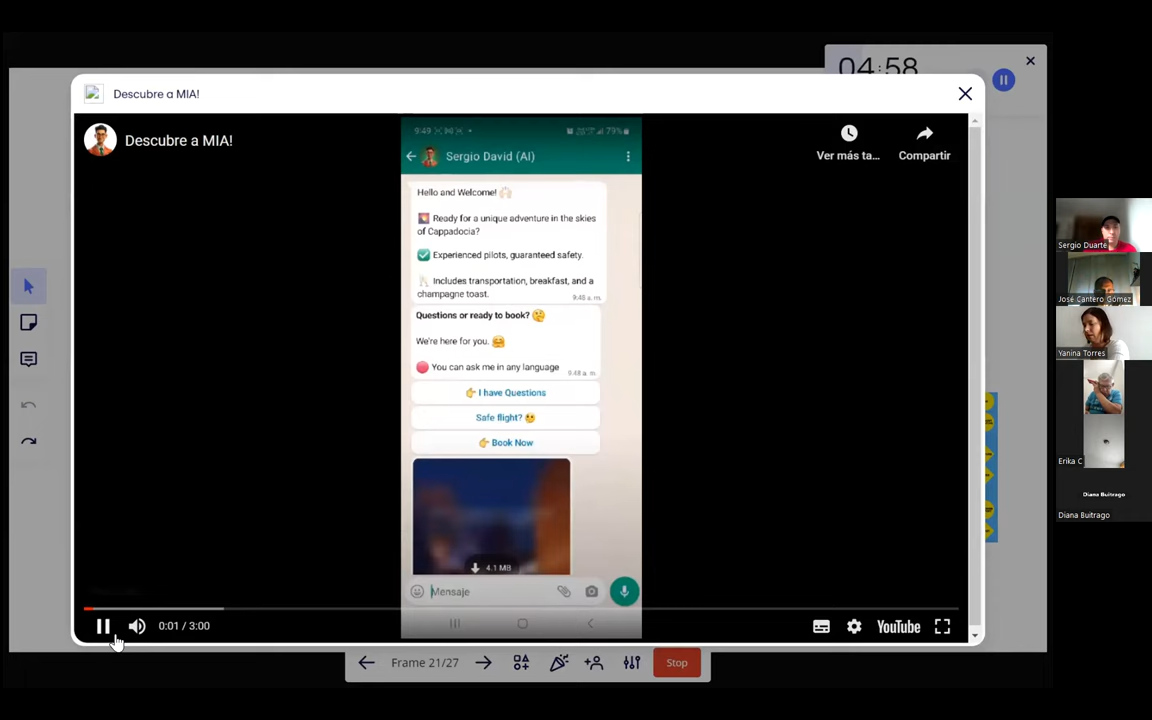 04:58
Descubre a MIA!
Descubre a MIA!
Ver más ta...
Compartir
9:49
79%
Sergio David (AI)
Hello and Welcome! 🙌🏻
🌄 Ready for a unique adventure in the skies
of Cappadocia?
✅ Experienced pilots, guaranteed safety.
🥂 Includes transportation, breakfast, and a
champagne toast.
9:48 a. m.
Questions or ready to book? 🤔
We're here for you. 🤗
🔴 You can ask me in any language
9:48 a. m.
👉 I have Questions
Safe flight? 🫢
👉 Book Now
4.1 MB
Mensaje
0:01 / 3:00
YouTube
Frame 21/27
Stop
Sergio Duarte
José Cantero Gómez
Yanina Torres
Erika C
Diana Buitrago
Diana Buitrago